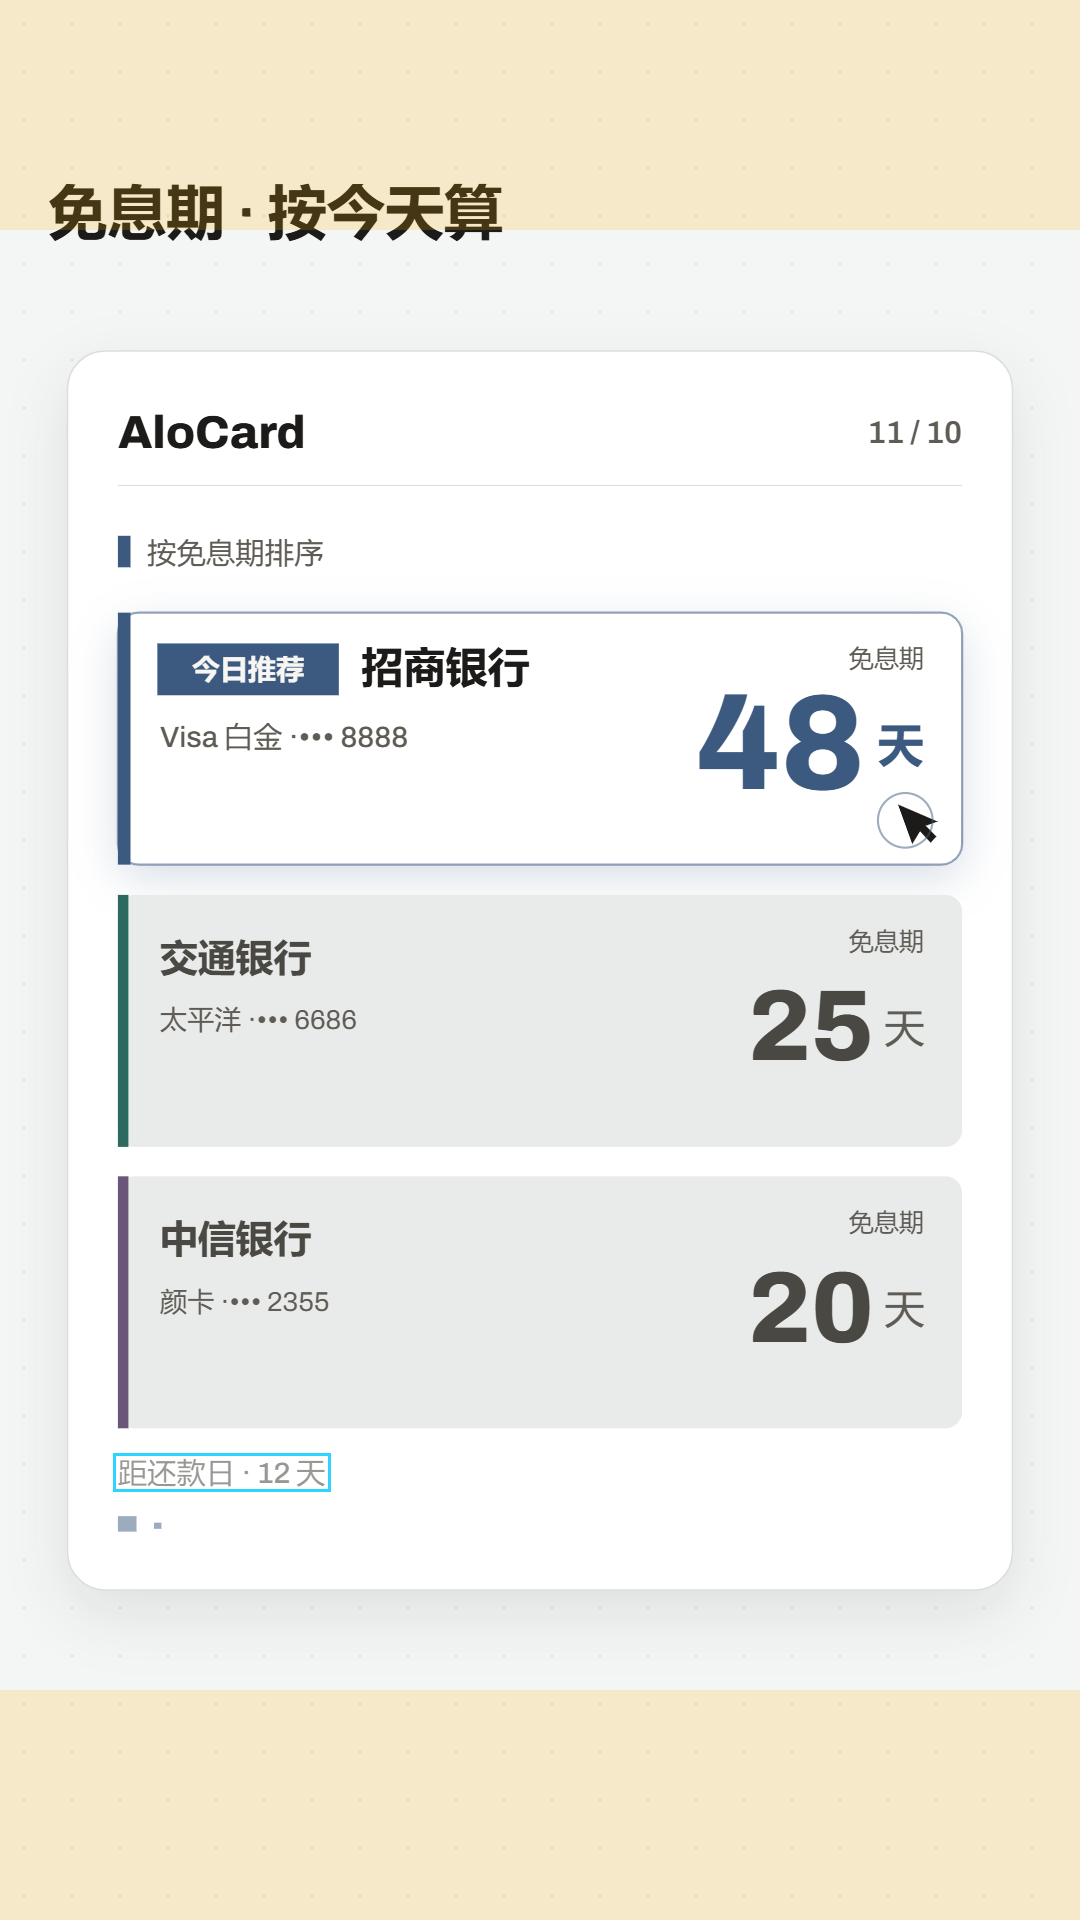 免息期 · 按今天算
AloCard
11 / 10
按免息期排序
今日推荐 招商银行
免息期
Visa 白金 ·••• 8888
48 天
交通银行
免息期
太平洋 ·••• 6686
25 天
中信银行
免息期
颜卡 ·••• 2355
20 天
距还款日 · 12 天